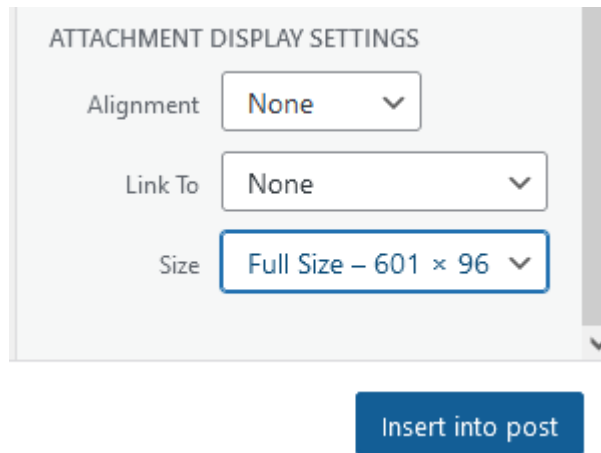 ATTACHMENT DISPLAY SETTINGS
Alignment None
Link To None
Size Full Size – 601 × 96
Insert into post